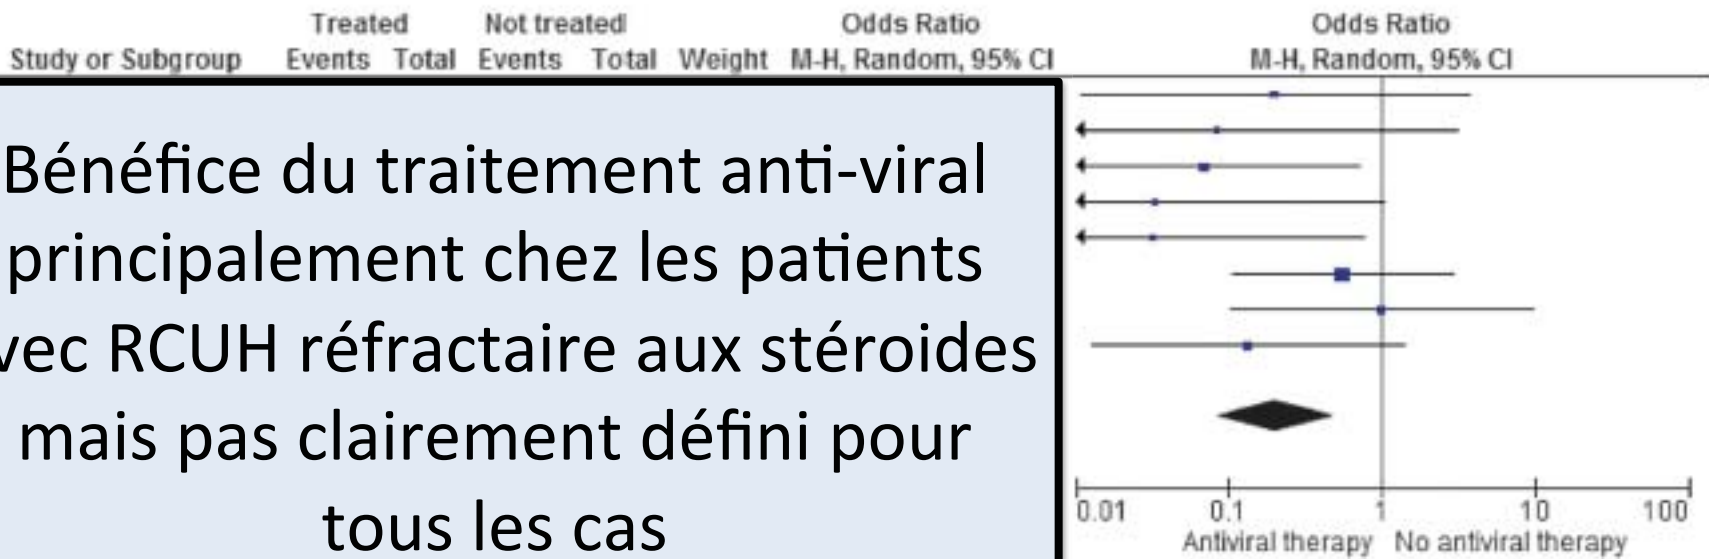 Treated Not treated Odds Ratio Odds Ratio
Study or Subgroup Events Total Events Total Weight M-H, Random, 95% CI M-H, Random, 95% CI
Bénéfice du traitement anti-viral
principalement chez les patients
vec RCUH réfractaire aux stéroides
mais pas clairement défini pour
tous les cas
0.01 0.1 1 10 100
Antiviral therapy No antiviral therapy